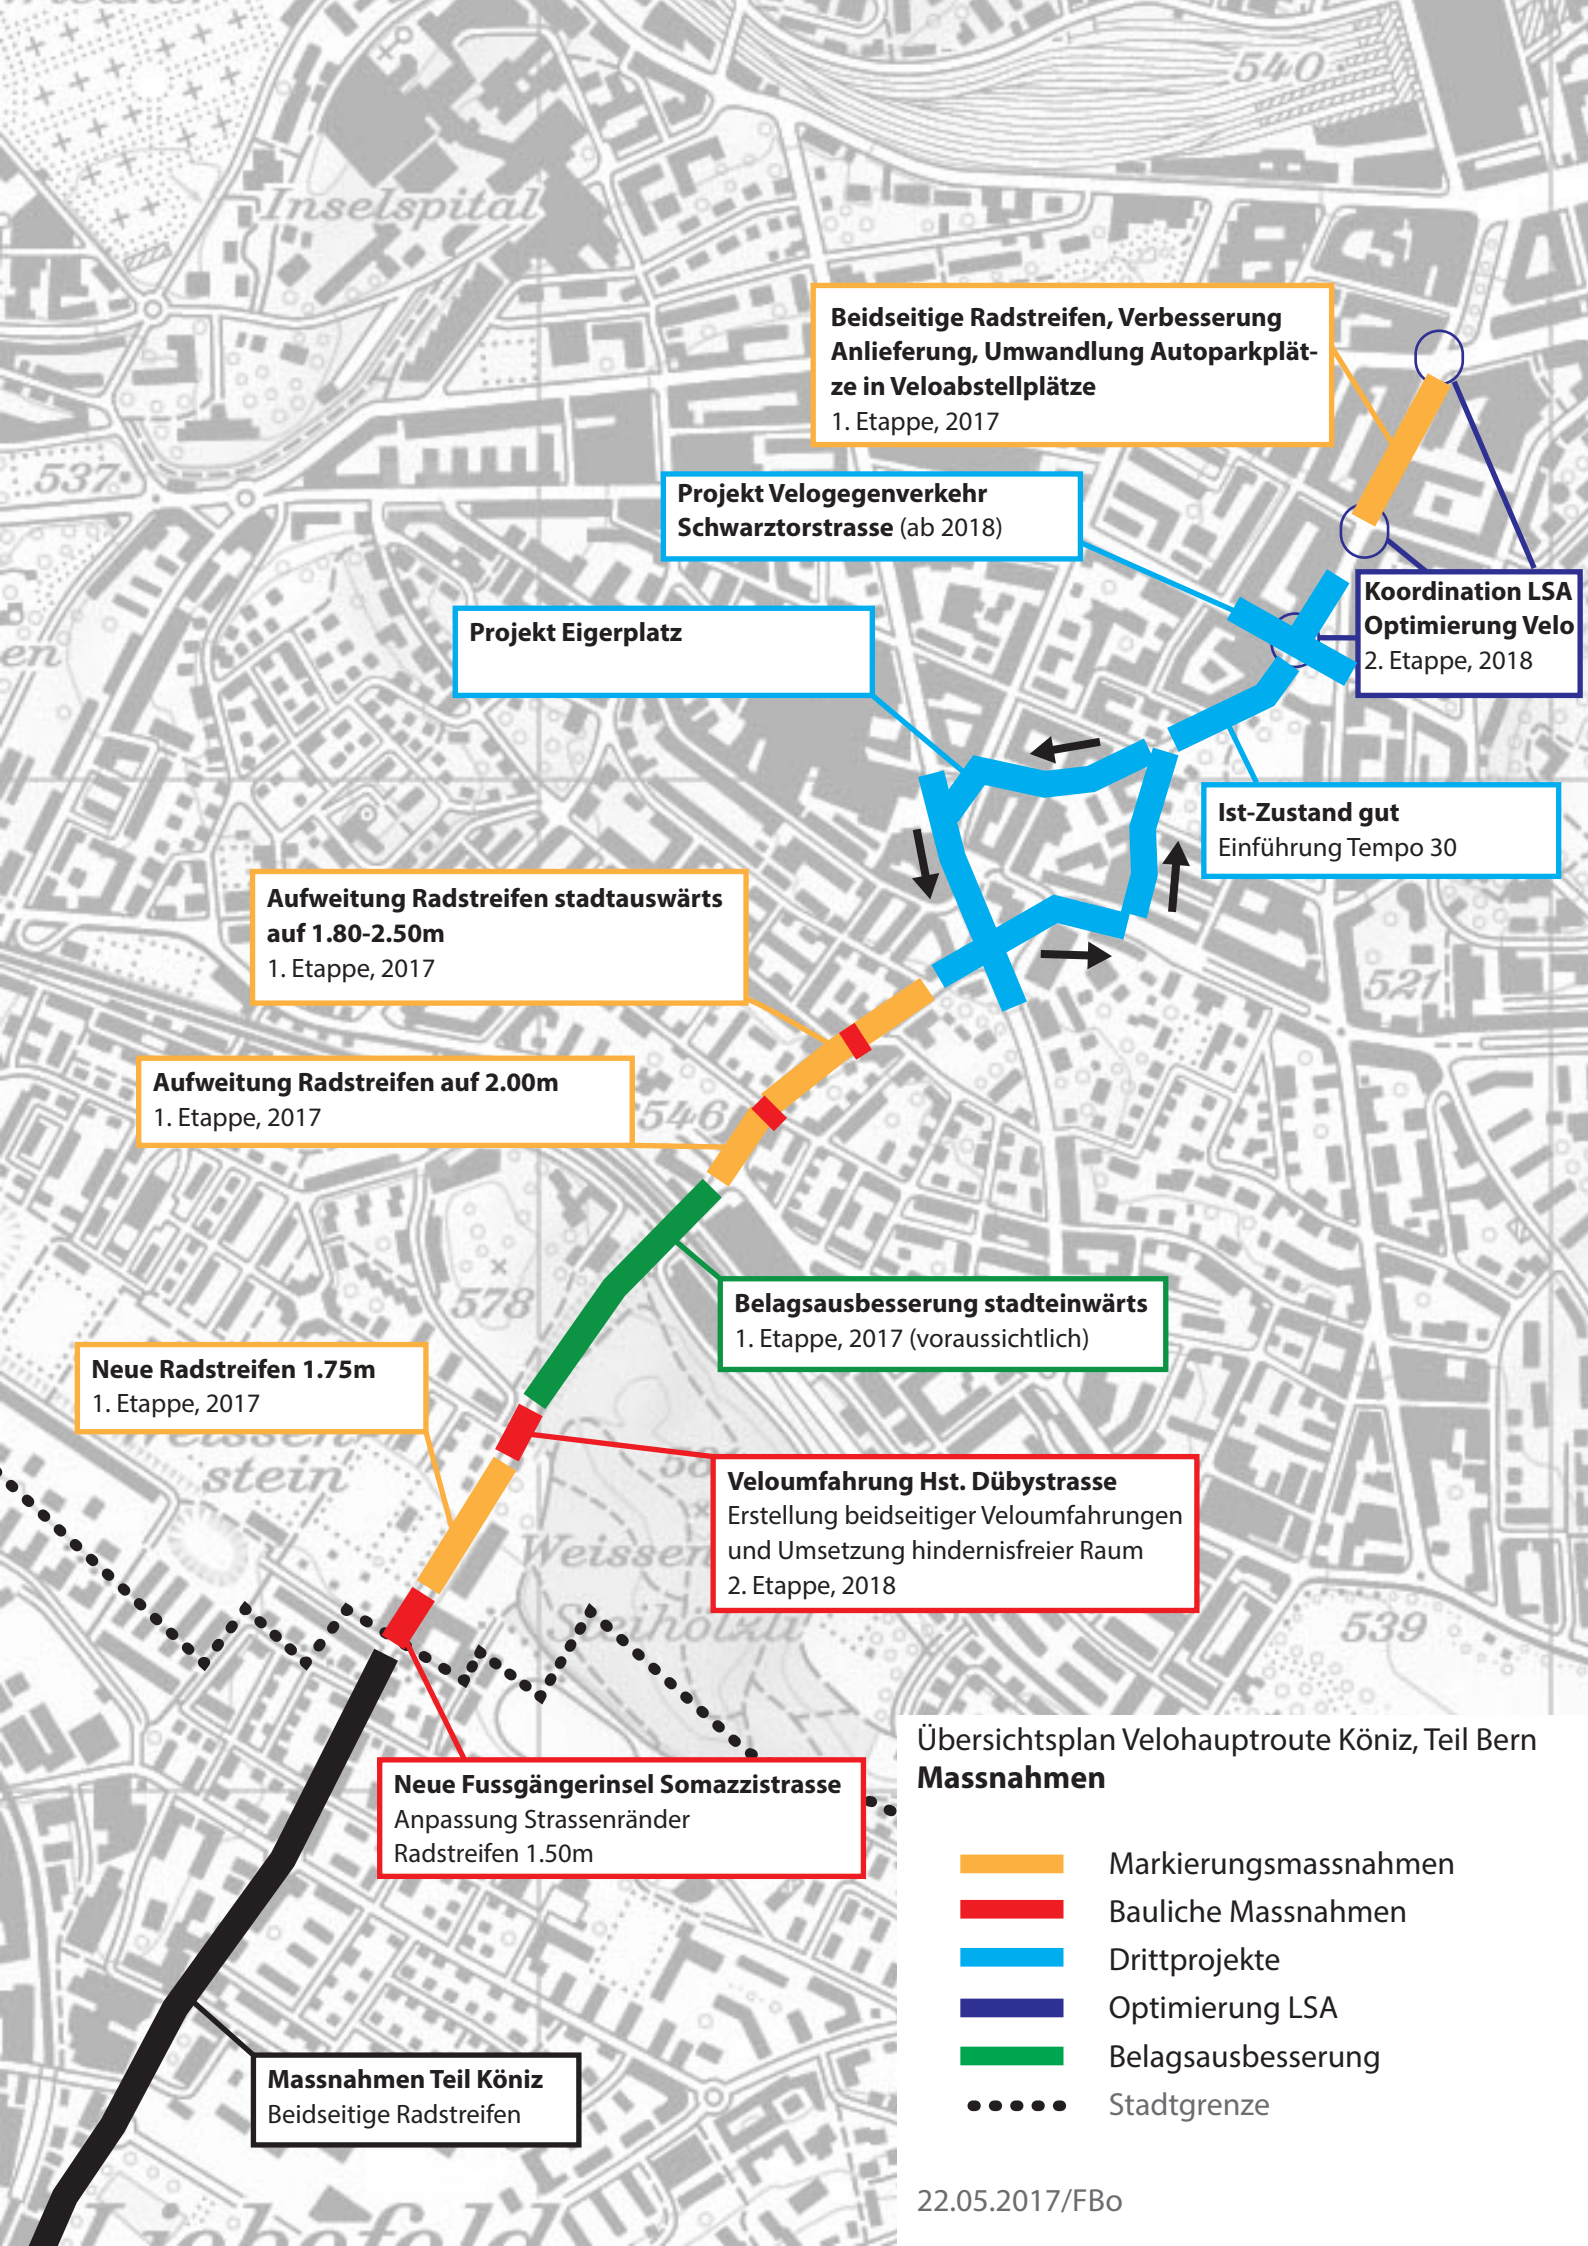 540
Inselspital
Beidseitige Radstreifen, Verbesserung
Anlieferung, Umwandlung Autoparkplät-
ze in Veloabstellplätze
1. Etappe, 2017
537
Projekt Velogegenverkehr
Schwarztorstrasse (ab 2018)
Koordination LSA
Optimierung Velo
2. Etappe, 2018
Projekt Eigerplatz
en
Ist-Zustand gut
Einführung Tempo 30
Aufweitung Radstreifen stadtauswärts
auf 1.80-2.50m
1. Etappe, 2017
521
Aufweitung Radstreifen auf 2.00m
1. Etappe, 2017
546
578
Belagsausbesserung stadteinwärts
1. Etappe, 2017 (voraussichtlich)
Neue Radstreifen 1.75m
1. Etappe, 2017
stein
Veloumfahrung Hst. Dübystrasse
Erstellung beidseitiger Veloumfahrungen
und Umsetzung hindernisfreier Raum
2. Etappe, 2018
Weissen
539
Neue Fussgängerinsel Somazzistrasse
Anpassung Strassenränder
Radstreifen 1.50m
Massnahmen Teil Köniz
Beidseitige Radstreifen
Liebefeld
Übersichtsplan Velohauptroute Köniz, Teil Bern
Massnahmen
Markierungsmassnahmen
Bauliche Massnahmen
Drittprojekte
Optimierung LSA
Belagsausbesserung
Stadtgrenze
22.05.2017/FBo